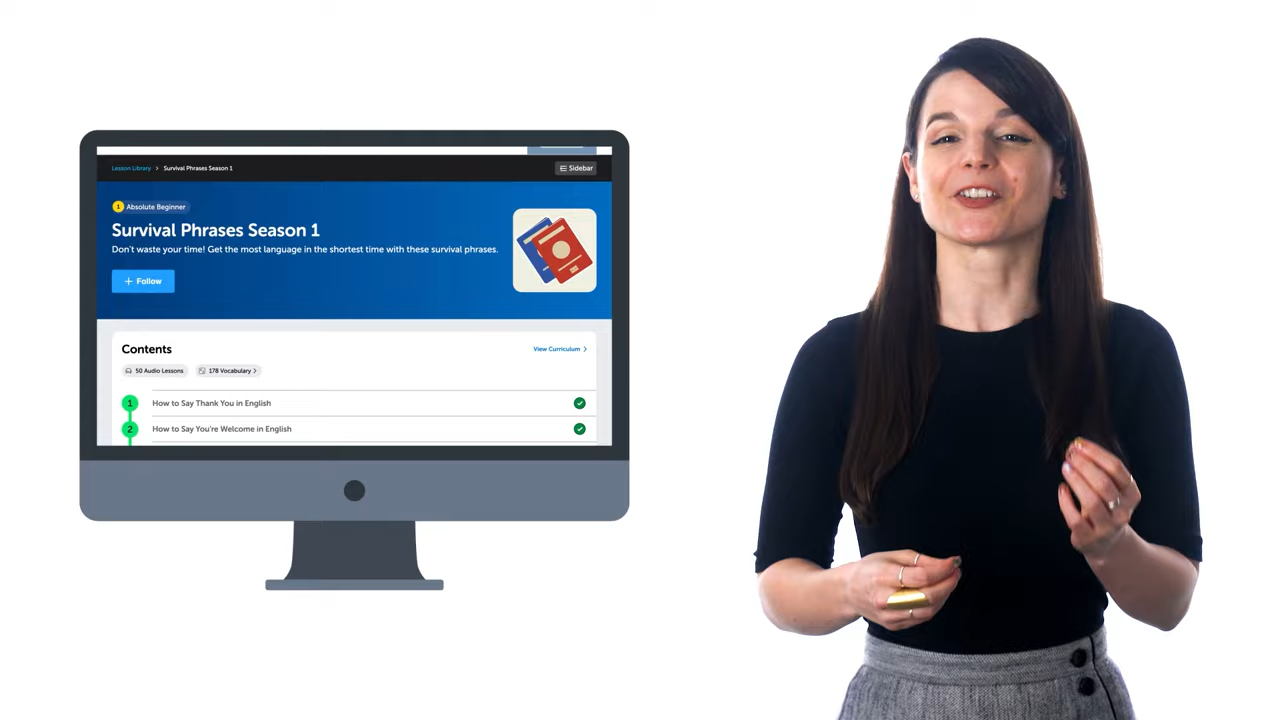 Lesson Library > Survival Phrases Season 1
Sidebar
1 Absolute Beginner
Survival Phrases Season 1
Don't waste your time! Get the most language in the shortest time with these survival phrases.
+ Follow
Contents
View Curriculum >
50 Audio Lessons
178 Vocabulary >
1 How to Say Thank You in English
2 How to Say You're Welcome in English